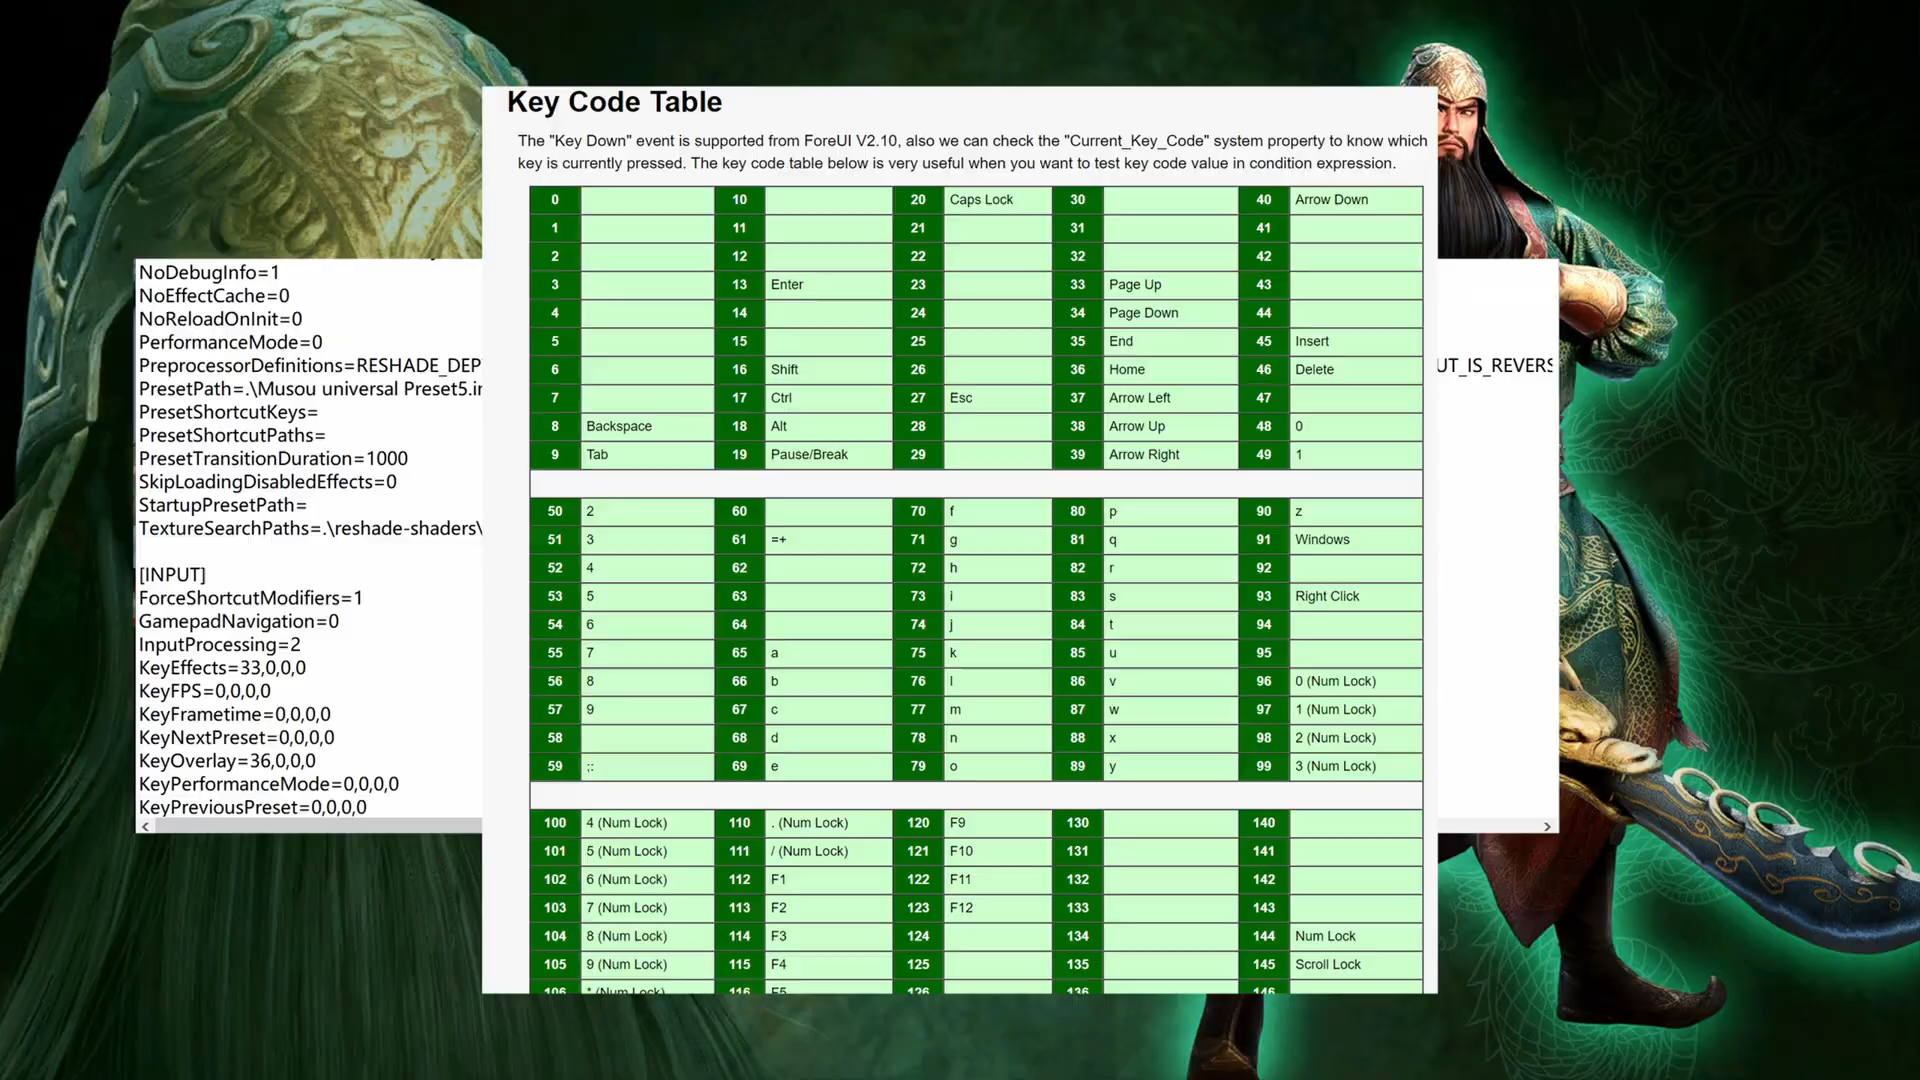 Key Code Table
The "Key Down" event is supported from ForeUI V2.10, also we can check the "Current_Key_Code" system property to know which
key is currently pressed. The key code table below is very useful when you want to test key code value in condition expression.
0 10 20 Caps Lock 30 40 Arrow Down
1 11 21 31 41
2 12 22 32 42
3 13 Enter 23 33 Page Up 43
4 14 24 34 Page Down 44
5 15 25 35 End 45 Insert
6 16 Shift 26 36 Home 46 Delete
7 17 Ctrl 27 Esc 37 Arrow Left 47
8 Backspace 18 Alt 28 38 Arrow Up 48 0
9 Tab 19 Pause/Break 29 39 Arrow Right 49 1
50 2 60 70 f 80 p 90 z
51 3 61 =+ 71 g 81 q 91 Windows
52 4 62 72 h 82 r 92
53 5 63 73 i 83 s 93 Right Click
54 6 64 74 j 84 t 94
55 7 65 a 75 k 85 u 95
56 8 66 b 76 l 86 v 96 0 (Num Lock)
57 9 67 c 77 m 87 w 97 1 (Num Lock)
58 68 d 78 n 88 x 98 2 (Num Lock)
59 ;: 69 e 79 o 89 y 99 3 (Num Lock)
100 4 (Num Lock) 110 . (Num Lock) 120 F9 130 140
101 5 (Num Lock) 111 / (Num Lock) 121 F10 131 141
102 6 (Num Lock) 112 F1 122 F11 132 142
103 7 (Num Lock) 113 F2 123 F12 133 143
104 8 (Num Lock) 114 F3 124 134 144 Num Lock
105 9 (Num Lock) 115 F4 125 135 145 Scroll Lock
106 * (Num Lock) 116 F5 126 136 146
NoDebugInfo=1
NoEffectCache=0
NoReloadOnInit=0
PerformanceMode=0
PreprocessorDefinitions=RESHADE_DEP UT_IS_REVERS
PresetPath=.\Musou universal Preset5.in
PresetShortcutKeys=
PresetShortcutPaths=
PresetTransitionDuration=1000
SkipLoadingDisabledEffects=0
StartupPresetPath=
TextureSearchPaths=.\reshade-shaders\
[INPUT]
ForceShortcutModifiers=1
GamepadNavigation=0
InputProcessing=2
KeyEffects=33,0,0,0
KeyFPS=0,0,0,0
KeyFrametime=0,0,0,0
KeyNextPreset=0,0,0,0
KeyOverlay=36,0,0,0
KeyPerformanceMode=0,0,0,0
KeyPreviousPreset=0,0,0,0